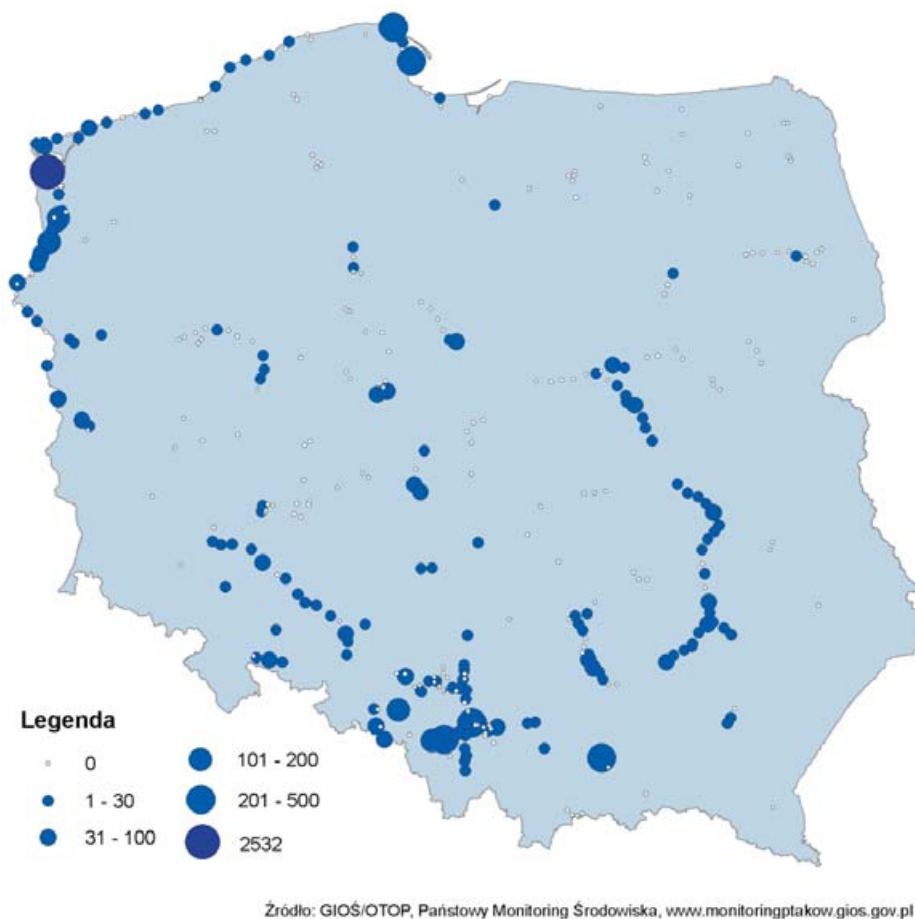 Legenda
0
1 - 30
31 - 100
101 - 200
201 - 500
2532
Źródło: GIOŚ/OTOP, Państowy Monitoring Środowiska, www.monitoringptakow.gios.gov.pl